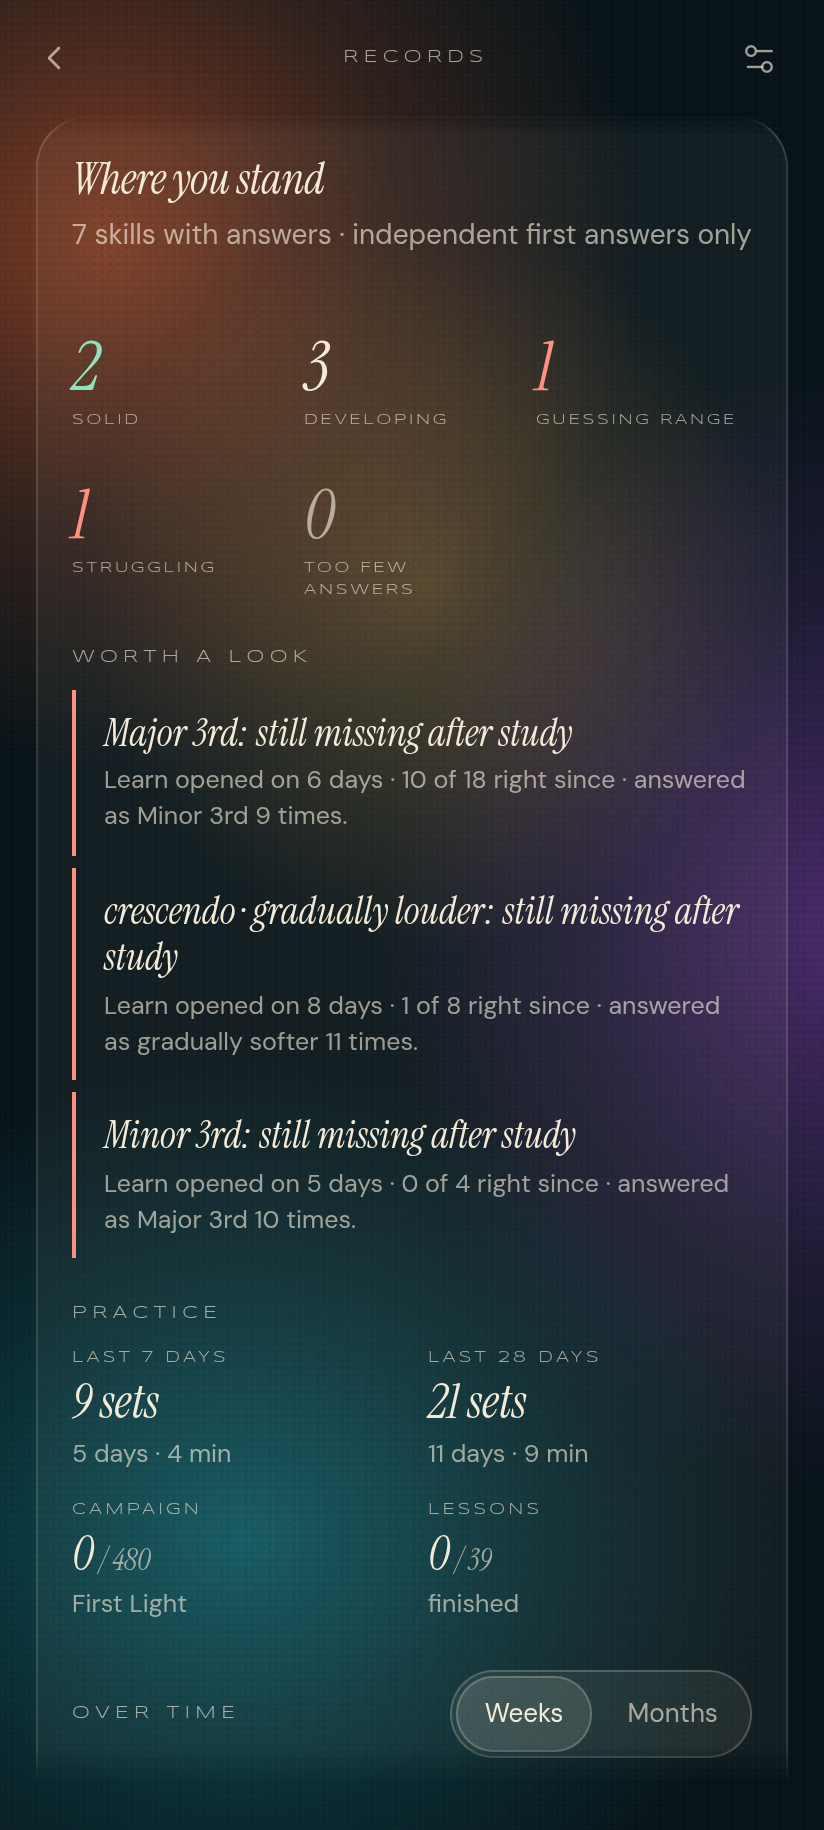 RECORDS
Where you stand
7 skills with answers · independent first answers only
2
SOLID
3
DEVELOPING
1
GUESSING RANGE
1
STRUGGLING
0
TOO FEW
ANSWERS
WORTH A LOOK
Major 3rd: still missing after study
Learn opened on 6 days · 10 of 18 right since · answered
as Minor 3rd 9 times.
crescendo · gradually louder: still missing after
study
Learn opened on 8 days · 1 of 8 right since · answered
as gradually softer 11 times.
Minor 3rd: still missing after study
Learn opened on 5 days · 0 of 4 right since · answered
as Major 3rd 10 times.
PRACTICE
LAST 7 DAYS
9 sets
5 days · 4 min
LAST 28 DAYS
21 sets
11 days · 9 min
CAMPAIGN
0 / 480
First Light
LESSONS
0 / 39
finished
OVER TIME
Weeks
Months